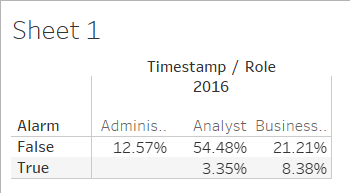 Sheet 1
Timestamp / Role
2016
Alarm Adminis.. Analyst Business..
False 12.57% 54.48% 21.21%
True 3.35% 8.38%